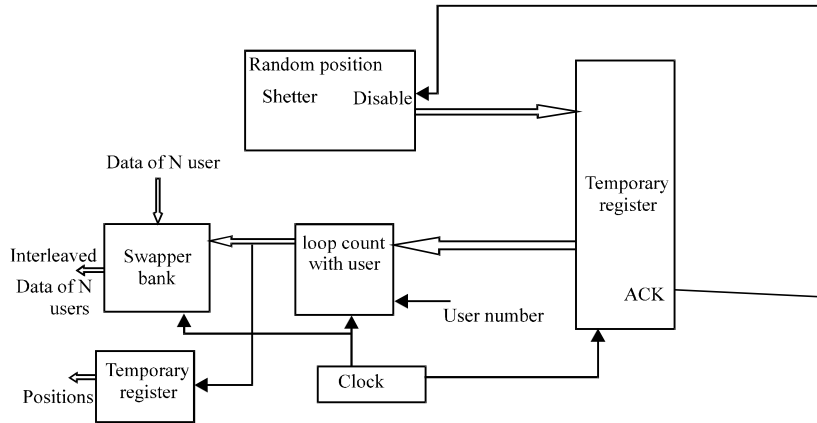 Random position
Shetter
Disable
Temporary
register
ACK
Data of N user
Swapper
bank
loop count
with user
Interleaved
Data of N
users
User number
Temporary
register
Positions
Clock